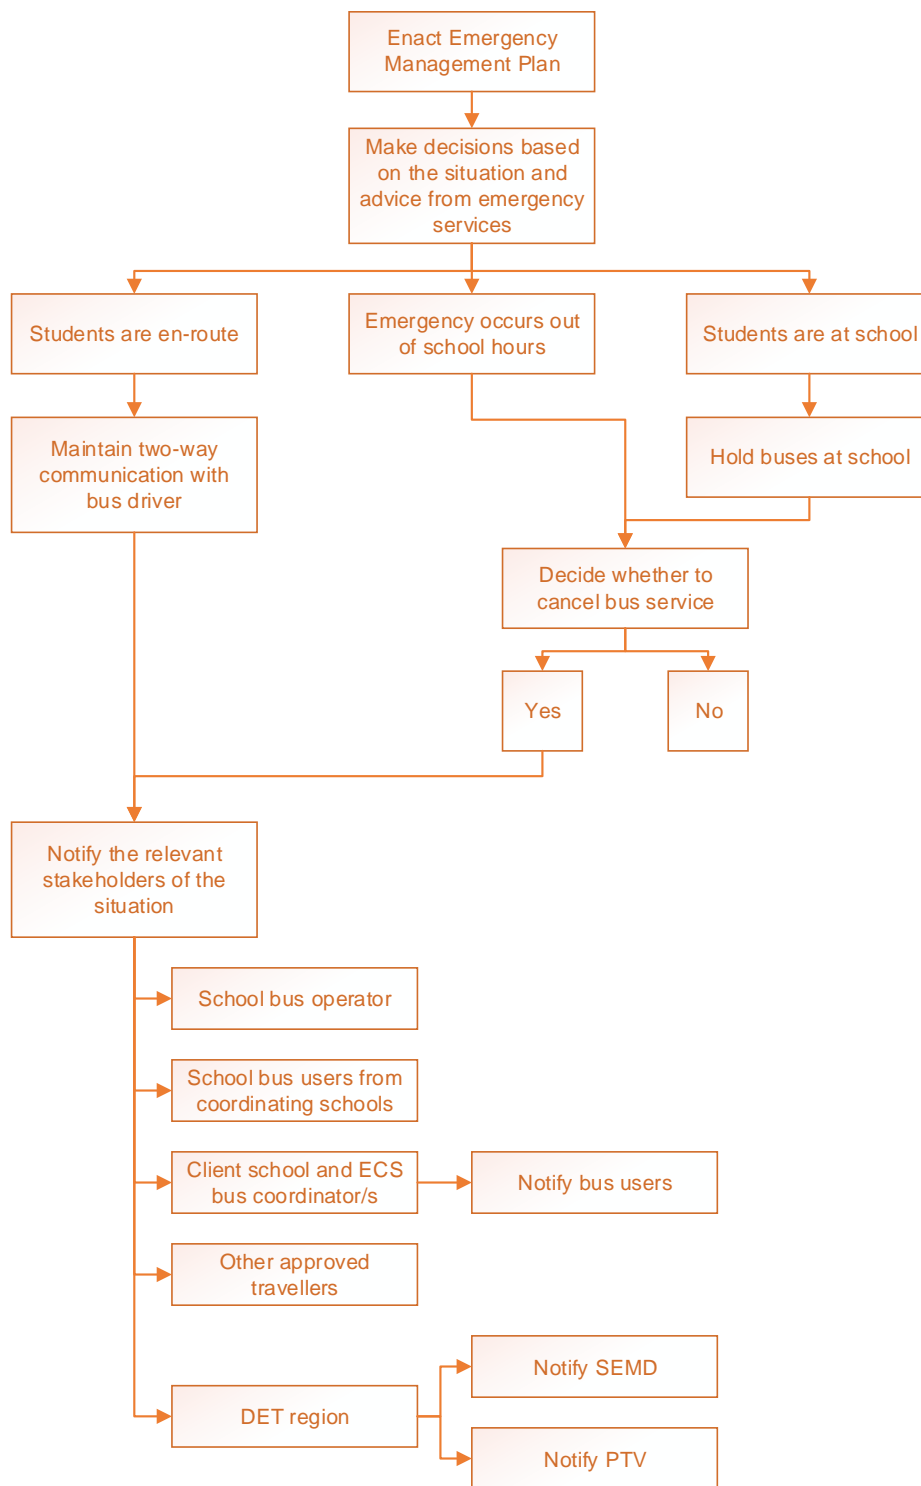 Enact Emergency
Management Plan
Make decisions based
on the situation and
advice from emergency
services
Students are en-route
Emergency occurs out
of school hours
Students are at school
Maintain two-way
communication with
bus driver
Hold buses at school
Decide whether to
cancel bus service
Yes
No
Notify the relevant
stakeholders of the
situation
School bus operator
School bus users from
coordinating schools
Client school and ECS
bus coordinator/s
Notify bus users
Other approved
travellers
Notify SEMD
DET region
Notify PTV